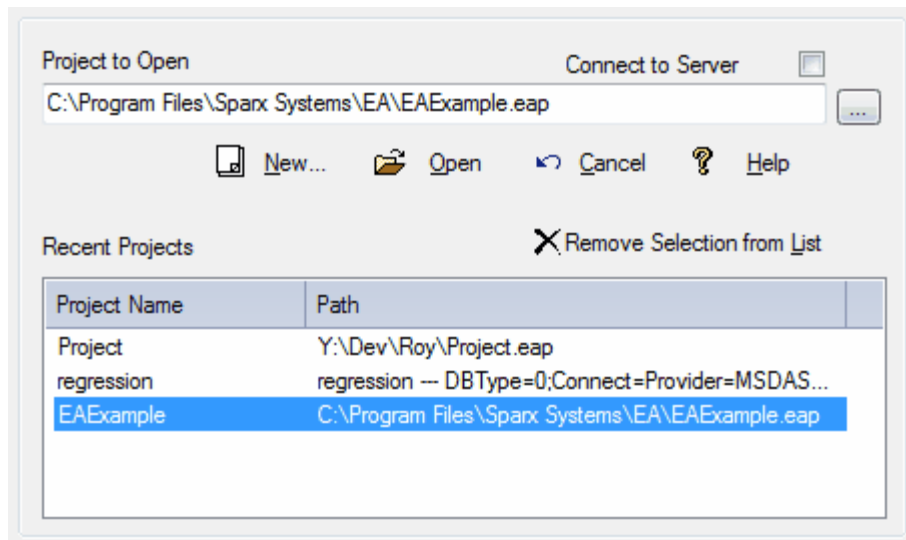 Project to Open Connect to Server
C:\Program Files\Sparx Systems\EA\EAExample.eap ...
New... Open Cancel ? Help
Recent Projects Remove Selection from List
Project Name Path
Project Y:\Dev\Roy\Project.eap
regression regression --- DBType=0;Connect=Provider=MSDAS...
EAExample C:\Program Files\Sparx Systems\EA\EAExample.eap